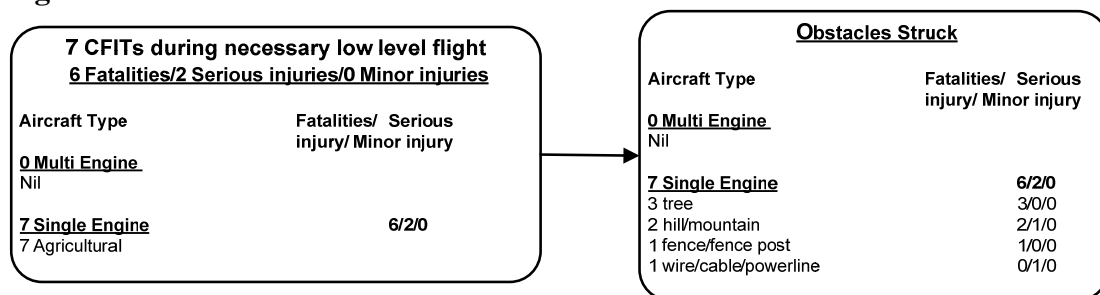 7 CFITs during necessary low level flight
6 Fatalities/2 Serious injuries/0 Minor injuries
Aircraft Type Fatalities/ Serious
injury/ Minor injury
0 Multi Engine
Nil
7 Single Engine 6/2/0
7 Agricultural
Obstacles Struck
Aircraft Type Fatalities/ Serious
injury/ Minor injury
0 Multi Engine
Nil
7 Single Engine 6/2/0
3 tree 3/0/0
2 hill/mountain 2/1/0
1 fence/fence post 1/0/0
1 wire/cable/powerline 0/1/0